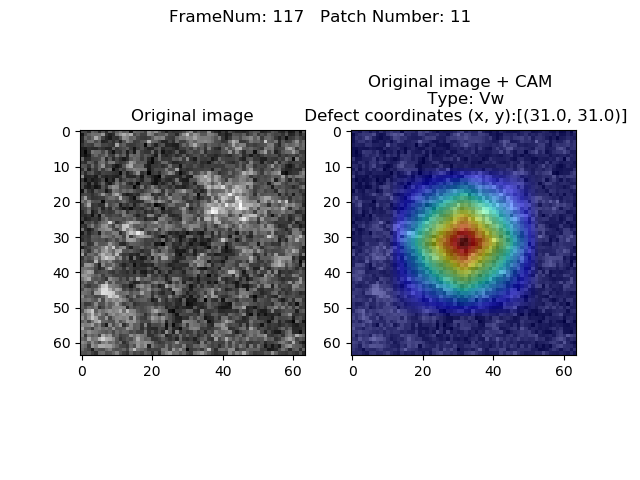 FrameNum: 117   Patch Number: 11
Original image
0
10
20
30
40
50
60
0 20 40 60
Original image + CAM
Type: Vw
Defect coordinates (x, y):[(31.0, 31.0)]
0
10
20
30
40
50
60
0 20 40 60